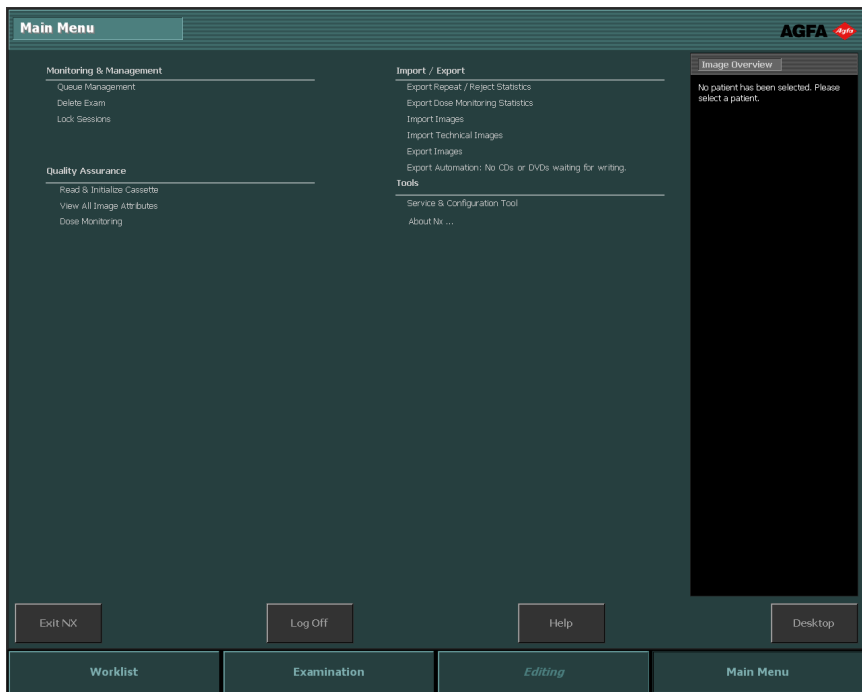 Main Menu
AGFA Agfa
Monitoring & Management
Queue Management
Delete Exam
Lock Sessions
Quality Assurance
Read & Initialize Cassette
View All Image Attributes
Dose Monitoring
Import / Export
Export Repeat / Reject Statistics
Export Dose Monitoring Statistics
Import Images
Import Technical Images
Export Images
Export Automation: No CDs or DVDs waiting for writing.
Tools
Service & Configuration Tool
About Nx ...
Image Overview
No patient has been selected. Please
select a patient.
Exit NX
Log Off
Help
Desktop
Worklist
Examination
Editing
Main Menu